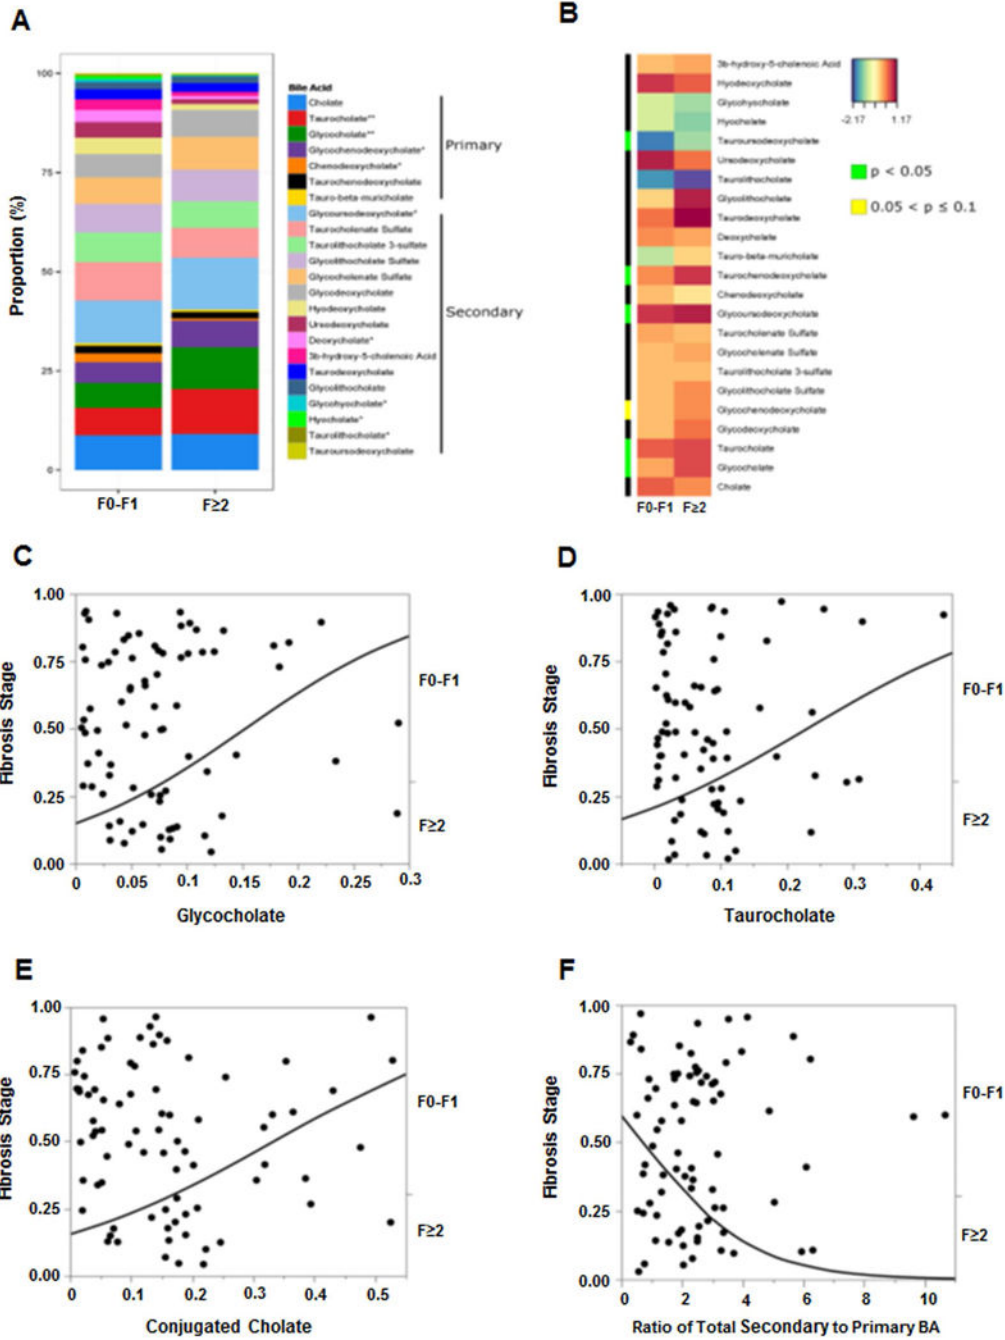 A
Proportion (%)
100
75
50
25
0
F0-F1
F≥2
Bile Acid
Cholate
Taurocholate**
Glycocholate**
Glycochenodeoxycholate*
Chenodeoxycholate*
Taurochenodeoxycholate
Tauro-beta-muricholate
Glycoursodeoxycholate*
Taurocholenate Sulfate
Taurolithocholate 3-sulfate
Glycolithocholate Sulfate
Glycocholenate Sulfate
Glycodeoxycholate
Hyodeoxycholate
Ursodeoxycholate
Deoxycholate*
3b-hydroxy-5-cholenoic Acid
Taurodeoxycholate
Glycolithocholate
Glycohyocholate*
Hyocholate*
Taurolithocholate*
Tauroursodeoxycholate
Primary
Secondary
B
3b-hydroxy-5-cholenoic Acid
Hyodeoxycholate
Glycohyocholate
Hyocholate
Tauroursodeoxycholate
Ursodeoxycholate
Taurolithocholate
Glycolithocholate
Taurodeoxycholate
Deoxycholate
Tauro-beta-muricholate
Taurochenodeoxycholate
Chenodeoxycholate
Glycoursodeoxycholate
Taurocholenate Sulfate
Glycocholenate Sulfate
Taurolithocholate 3-sulfate
Glycolithocholate Sulfate
Glycochenodeoxycholate
Glycodeoxycholate
Taurocholate
Glycocholate
Cholate
F0-F1 F≥2
-2.17 1.17
p < 0.05
0.05 < p ≤ 0.1
C
Fibrosis Stage
1.00
0.75
0.50
0.25
0.00
0 0.05 0.1 0.15 0.2 0.25 0.3
Glycocholate
F0-F1
F≥2
D
Fibrosis Stage
1.00
0.75
0.50
0.25
0.00
0 0.1 0.2 0.3 0.4
Taurocholate
F0-F1
F≥2
E
Fibrosis Stage
1.00
0.75
0.50
0.25
0.00
0 0.1 0.2 0.3 0.4 0.5
Conjugated Cholate
F0-F1
F≥2
F
Fibrosis Stage
1.00
0.75
0.50
0.25
0.00
0 2 4 6 8 10
Ratio of Total Secondary to Primary BA
F0-F1
F≥2